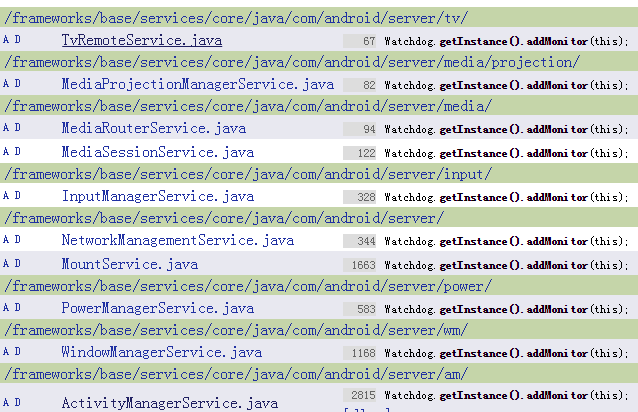 /frameworks/base/services/core/java/com/android/server/tv/
A D TvRemoteService.java 67 Watchdog.getInstance().addMonitor(this);
/frameworks/base/services/core/java/com/android/server/media/projection/
A D MediaProjectionManagerService.java 82 Watchdog.getInstance().addMonitor(this);
/frameworks/base/services/core/java/com/android/server/media/
A D MediaRouterService.java 94 Watchdog.getInstance().addMonitor(this);
A D MediaSessionService.java 122 Watchdog.getInstance().addMonitor(this);
/frameworks/base/services/core/java/com/android/server/input/
A D InputManagerService.java 328 Watchdog.getInstance().addMonitor(this);
/frameworks/base/services/core/java/com/android/server/
A D NetworkManagementService.java 344 Watchdog.getInstance().addMonitor(this);
A D MountService.java 1663 Watchdog.getInstance().addMonitor(this);
/frameworks/base/services/core/java/com/android/server/power/
A D PowerManagerService.java 583 Watchdog.getInstance().addMonitor(this);
/frameworks/base/services/core/java/com/android/server/wm/
A D WindowManagerService.java 1168 Watchdog.getInstance().addMonitor(this);
/frameworks/base/services/core/java/com/android/server/am/
A D ActivityManagerService.java 2815 Watchdog.getInstance().addMonitor(this);